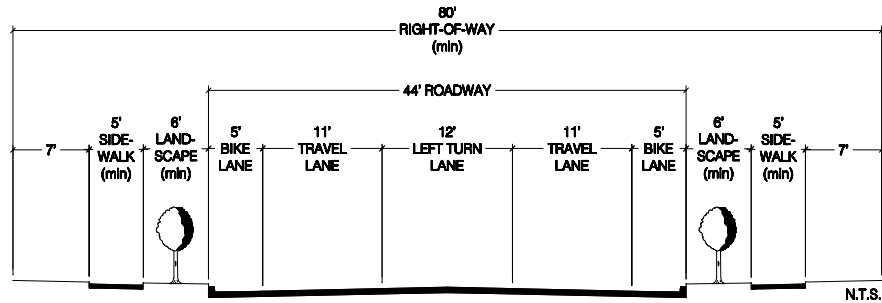 80'
RIGHT-OF-WAY
(min)
44' ROADWAY
7'
5'
SIDE-
WALK
(min)
6'
LAND-
SCAPE
(min)
5'
BIKE
LANE
11'
TRAVEL
LANE
12'
LEFT TURN
LANE
11'
TRAVEL
LANE
5'
BIKE
LANE
6'
LAND-
SCAPE
(min)
5'
SIDE-
WALK
(min)
7'
N.T.S.